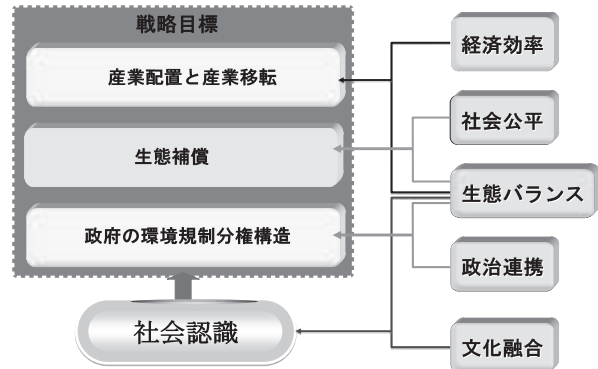 戦略目標
産業配置と産業移転
生態補償
政府の環境規制分権構造
社会認識
経済効率
社会公平
生態バランス
政治連携
文化融合